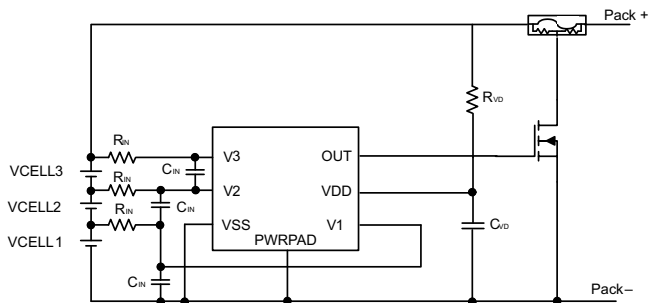 Pack +
RVD
RIN
VCELL3
CIN
V3
OUT
RIN
V2
VDD
VCELL2
RIN
CIN
VSS
V1
CVD
VCELL1
PWRPAD
CIN
Pack–